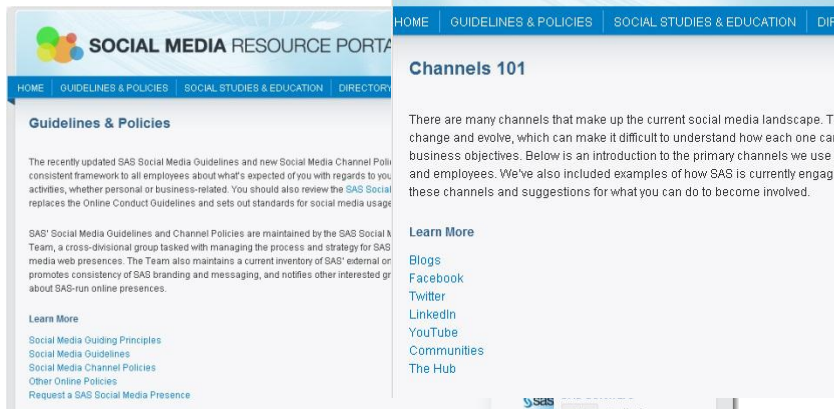 SOCIAL MEDIA RESOURCE PORTA
HOME GUIDELINES & POLICIES SOCIAL STUDIES & EDUCATION DIRECTORY
Guidelines & Policies
The recently updated SAS Social Media Guidelines and new Social Media Channel Poli
consistent framework to all employees about what's expected of you with regards to you
activities, whether personal or business-related. You should also review the SAS Social
replaces the Online Conduct Guidelines and sets out standards for social media usage
SAS' Social Media Guidelines and Channel Policies are maintained by the SAS Social M
Team, a cross-divisional group tasked with managing the process and strategy for SAS
media web presences. The Team also maintains a current inventory of SAS' external on
promotes consistency of SAS branding and messaging, and notifies other interested gr
about SAS-run online presences.
Learn More
Social Media Guiding Principles
Social Media Guidelines
Social Media Channel Policies
Other Online Policies
Request a SAS Social Media Presence
HOME GUIDELINES & POLICIES SOCIAL STUDIES & EDUCATION DIR
Channels 101
There are many channels that make up the current social media landscape. T
change and evolve, which can make it difficult to understand how each one ca
business objectives. Below is an introduction to the primary channels we use
and employees. We've also included examples of how SAS is currently engag
these channels and suggestions for what you can do to become involved.
Learn More
Blogs
Facebook
Twitter
LinkedIn
YouTube
Communities
The Hub
sas